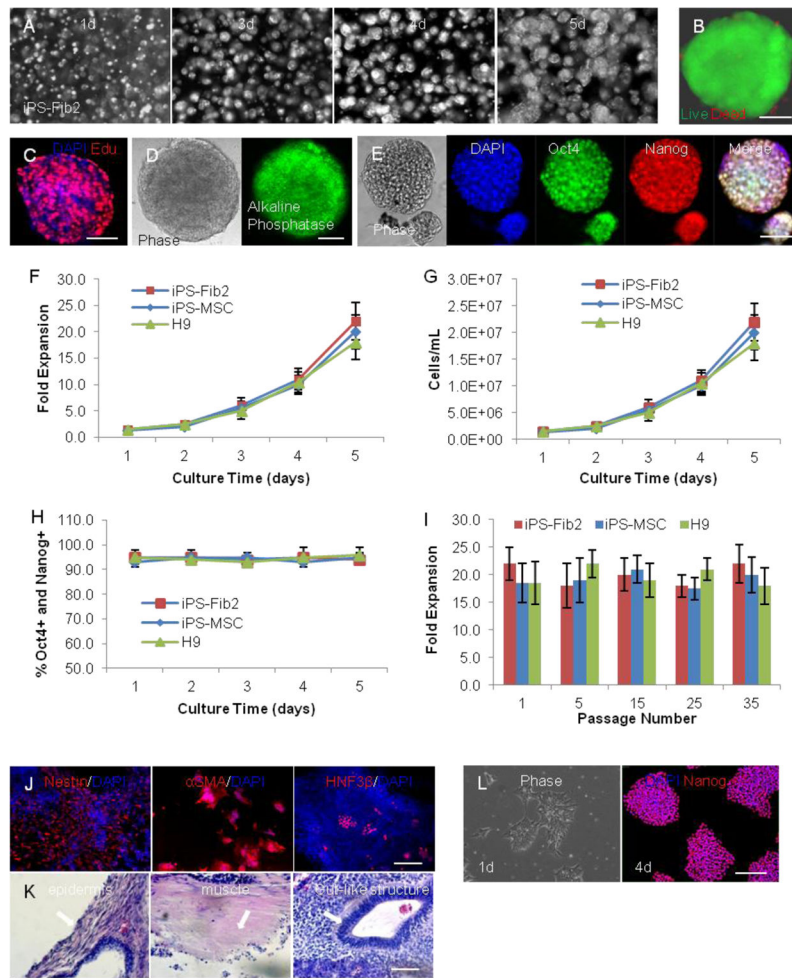 A 1d 3d 4d 5d
iPS-Fib2
B
Live Dead
C DAPI Edu
D
Phase
Alkaline
Phosphatase
E DAPI Oct4 Nanog Merge
Phase
F
30.0
25.0
20.0
15.0
10.0
5.0
0.0
Fold Expansion
iPS-Fib2
iPS-MSC
H9
1 2 3 4 5
Culture Time (days)
G
3.0E+07
2.5E+07
2.0E+07
1.5E+07
1.0E+07
5.0E+06
0.0E+00
Cells/mL
iPS-Fib2
iPS-MSC
H9
1 2 3 4 5
Culture Time (days)
H
110.0
100.0
90.0
80.0
70.0
60.0
50.0
%Oct4+ and Nanog+
iPS-Fib2
iPS-MSC
H9
1 2 3 4 5
Culture Time (days)
I
30.0
25.0
20.0
15.0
10.0
5.0
0.0
Fold Expansion
iPS-Fib2 iPS-MSC H9
1 5 15 25 35
Passage Number
J Nestin/DAPI αSMA/DAPI HNF3β/DAPI
K epidermis muscle Gut-like structure
L Phase
1d
DAPI Nanog
4d